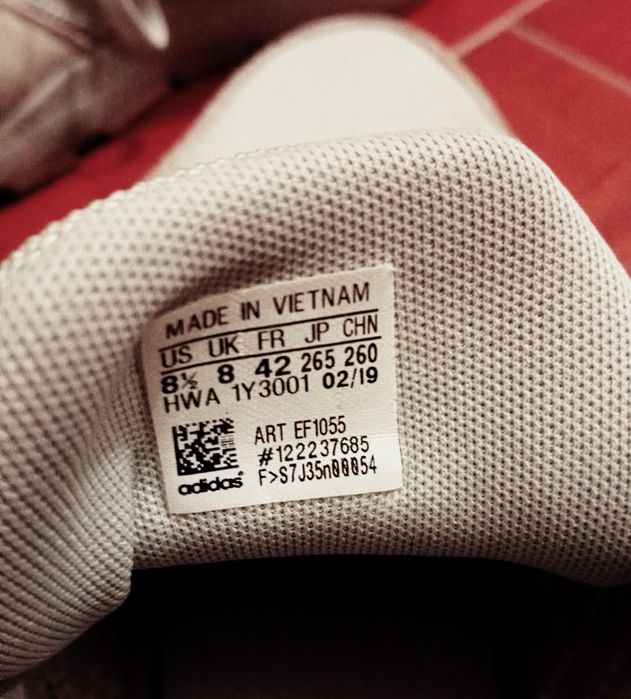 MADE IN VIETNAM
US UK FR JP CHN
8½ 8 42 265 260
HWA 1Y3001 02/19
ART EF1055
#122237685
F>S7J35n00054
adidas